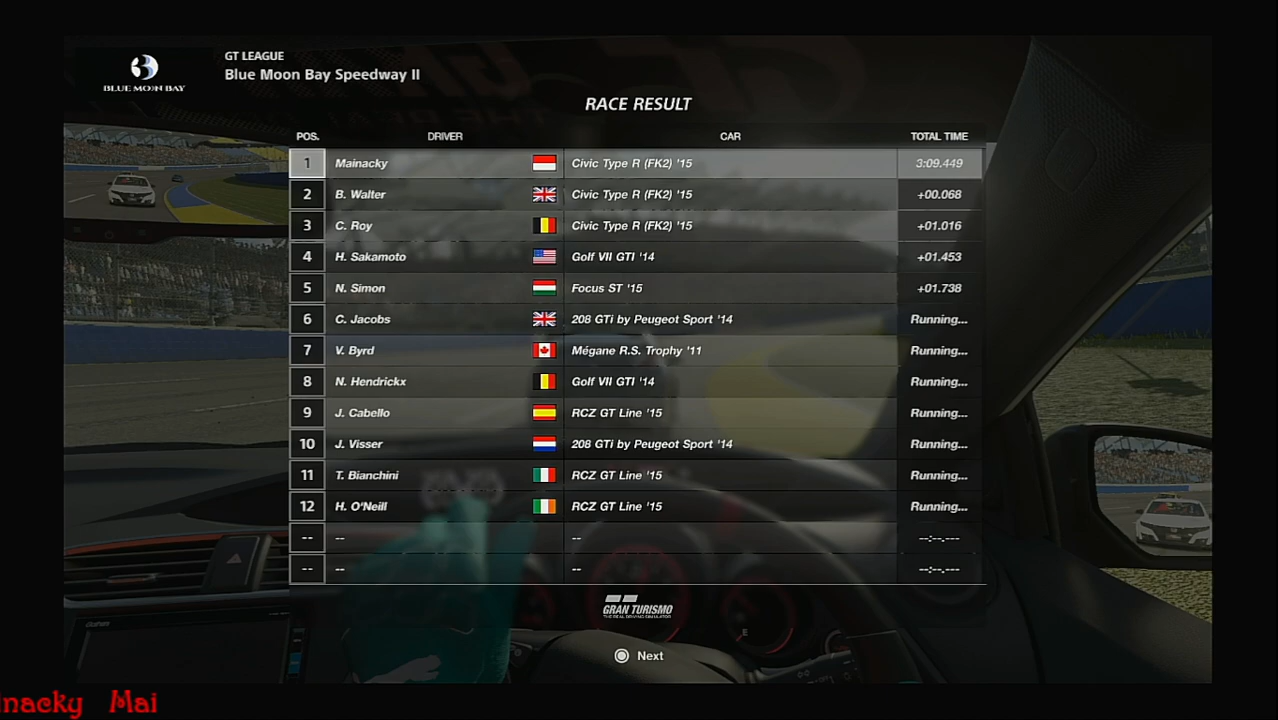 GT LEAGUE
BLUE MOON BAY
Blue Moon Bay Speedway II
RACE RESULT
POS. DRIVER CAR TOTAL TIME
1 Mainacky Civic Type R (FK2) '15 3:09.449
2 B. Walter Civic Type R (FK2) '15 +00.068
3 C. Roy Civic Type R (FK2) '15 +01.016
4 H. Sakamoto Golf VII GTI '14 +01.453
5 N. Simon Focus ST '15 +01.738
6 C. Jacobs 208 GTi by Peugeot Sport '14 Running...
7 V. Byrd Mégane R.S. Trophy '11 Running...
8 N. Hendrickx Golf VII GTI '14 Running...
9 J. Cabello RCZ GT Line '15 Running...
10 J. Visser 208 GTi by Peugeot Sport '14 Running...
11 T. Bianchini RCZ GT Line '15 Running...
12 H. O'Neill RCZ GT Line '15 Running...
-- -- -- --:--.---
-- -- -- --:--.---
GRAN TURISMO
THE REAL DRIVING SIMULATOR
E
Next
inacky Mai